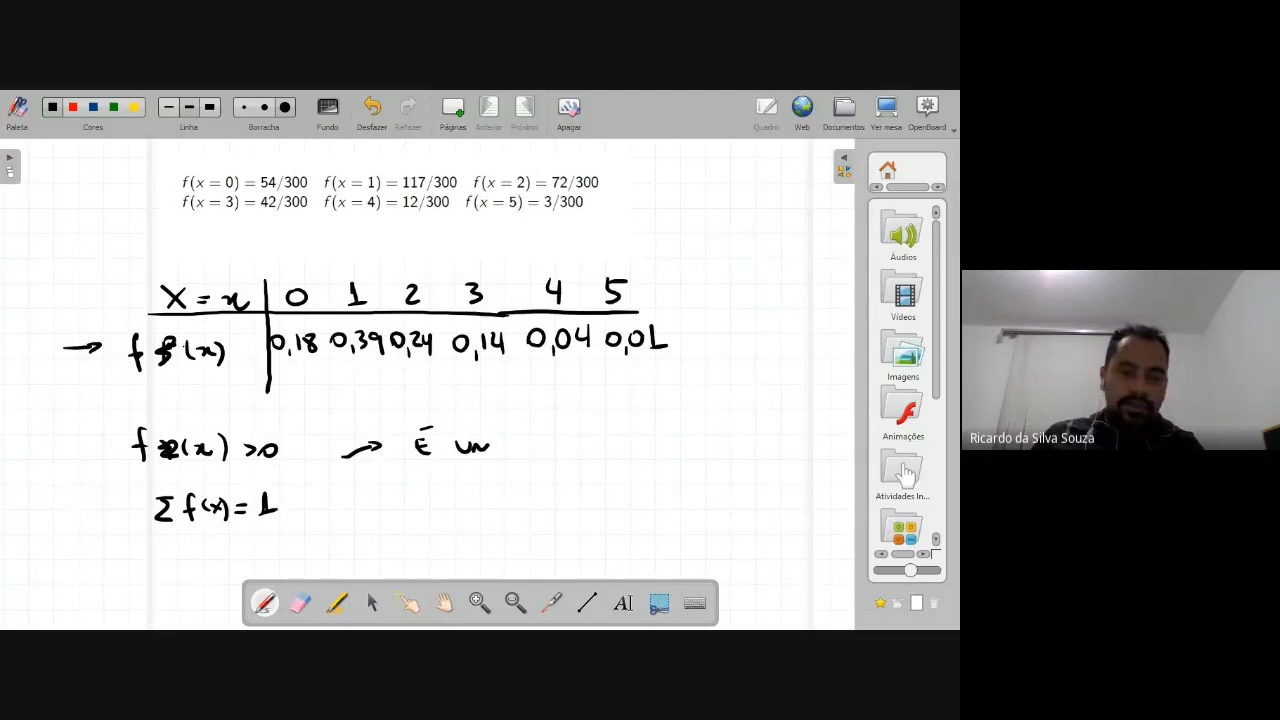 Paleta Cores Linha Borracha Fundo Desfazer Refazer Páginas Anterior Próximo Apagar Quadro Web Documentos Ver mesa OpenBoard
f(x = 0) = 54/300 f(x = 1) = 117/300 f(x = 2) = 72/300
f(x = 3) = 42/300 f(x = 4) = 12/300 f(x = 5) = 3/300
X = x 0 1 2 3 4 5
→ f (x) 0,18 0,39 0,24 0,14 0,04 0,01
f (x) >0 → É um
Σ f(x) = 1
Áudios
Vídeos
Imagens
Animações
Atividades In...
Ricardo da Silva Souza